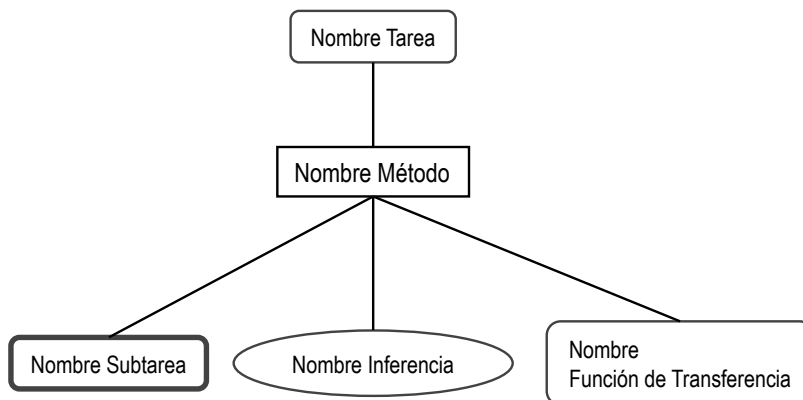 Nombre Tarea
Nombre Método
Nombre Subtarea
Nombre Inferencia
Nombre
Función de Transferencia